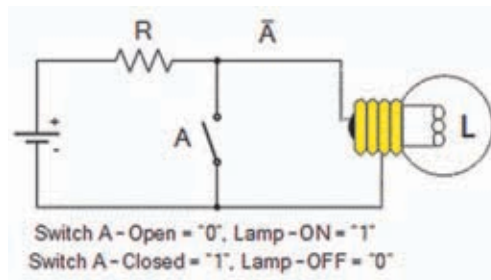 R
Ā
+
-
A
L
Switch A - Open = "0", Lamp - ON = "1"
Switch A - Closed = "1", Lamp - OFF = "0"